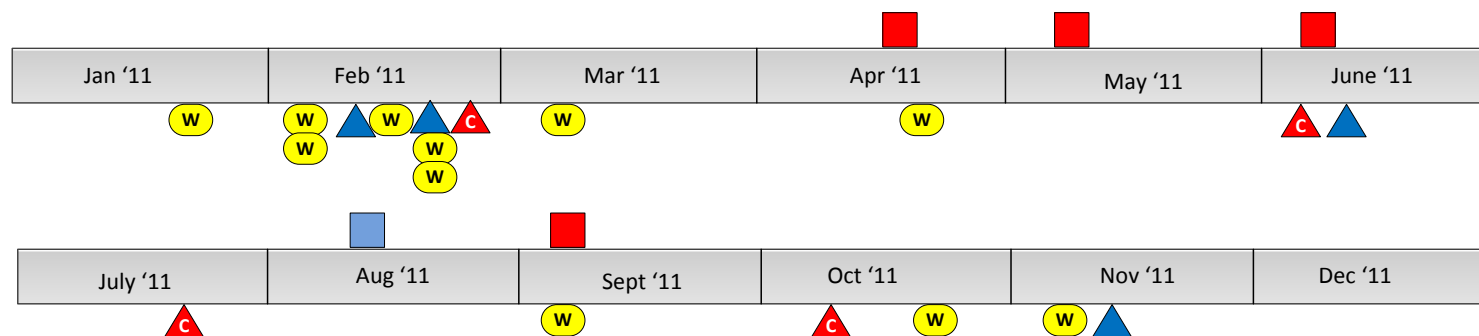 Jan ‘11 Feb ‘11 Mar ‘11 Apr ‘11 May ‘11 June ‘11
W W W C W W C
W W
W
July ‘11 Aug ‘11 Sept ‘11 Oct ‘11 Nov ‘11 Dec ‘11
C W C W W